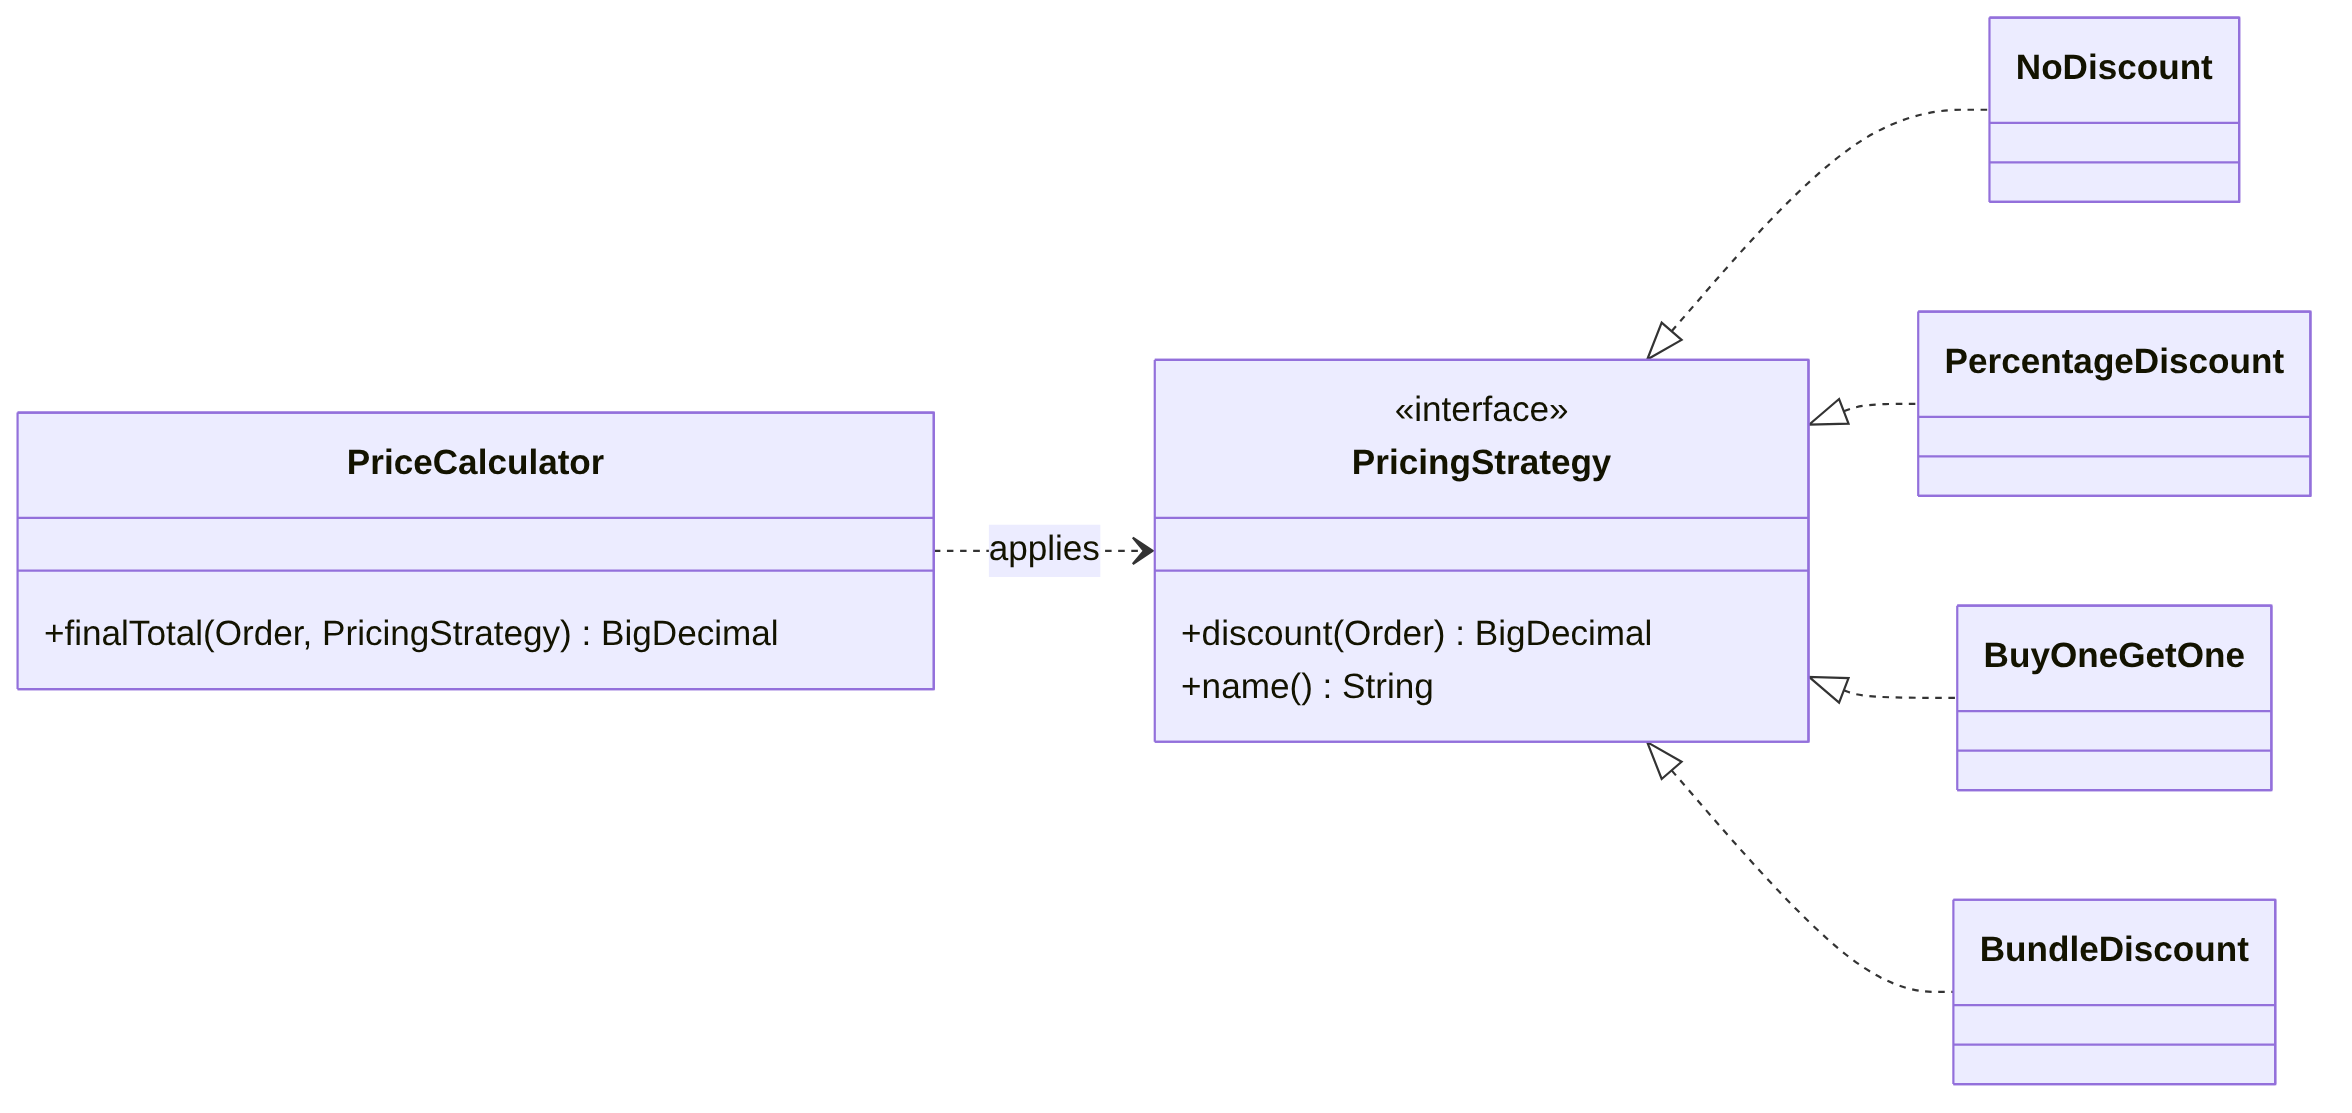 PriceCalculator
+finalTotal(Order, PricingStrategy) : BigDecimal
applies
«interface»
PricingStrategy
+discount(Order) : BigDecimal
+name() : String
NoDiscount
PercentageDiscount
BuyOneGetOne
BundleDiscount